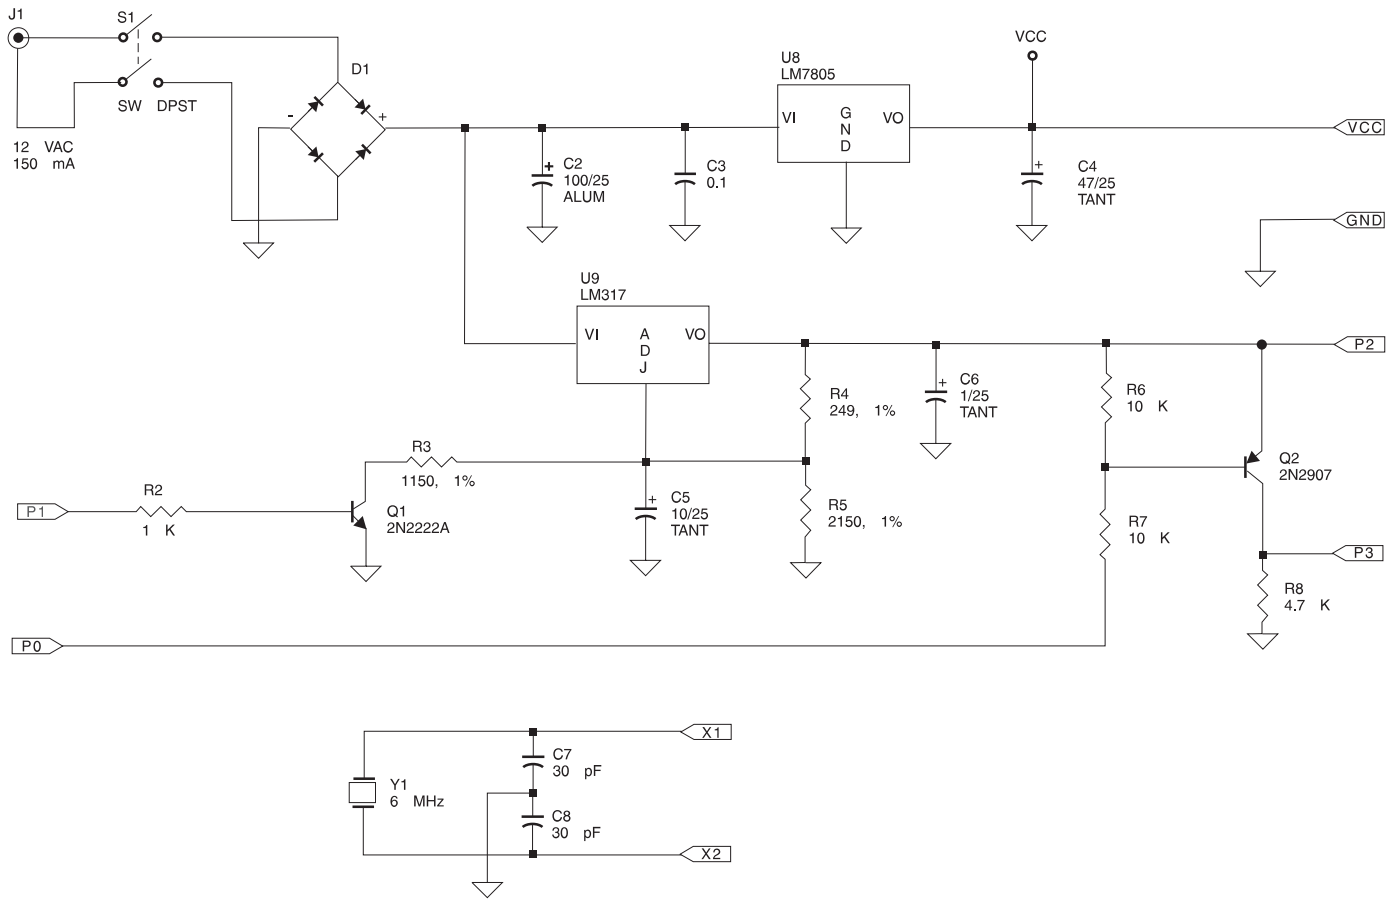 J1
S1
SW DPST
12 VAC
150 mA
D1
-
+
U8
LM7805
VI
G
N
D
VO
VCC
VCC
+
C2
100/25
ALUM
C3
0.1
+
C4
47/25
TANT
GND
U9
LM317
VI
A
D
J
VO
P2
R4
249, 1%
+
C6
1/25
TANT
R6
10 K
R3
1150, 1%
Q2
2N2907
P1
R2
1 K
Q1
2N2222A
+
C5
10/25
TANT
R5
2150, 1%
R7
10 K
P3
R8
4.7 K
P0
X1
C7
30 pF
Y1
6 MHz
C8
30 pF
X2